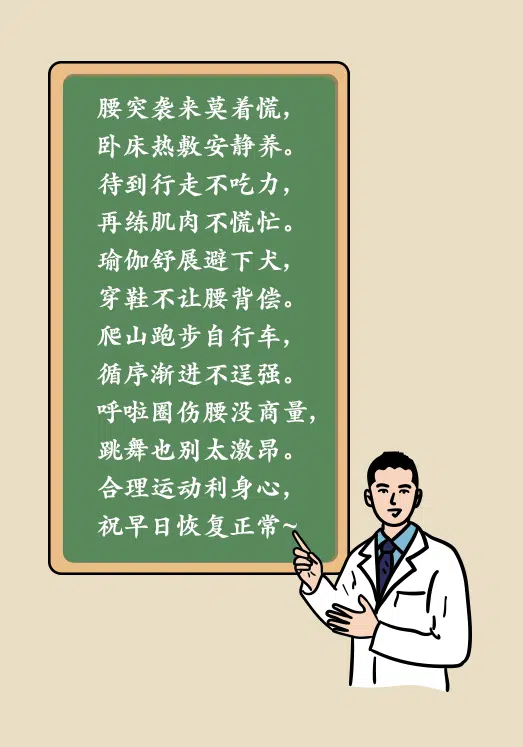 腰突袭来莫着慌，
卧床热敷安静养。
待到行走不吃力，
再练肌肉不慌忙。
瑜伽舒展避下犬，
穿鞋不让腰背偿。
爬山跑步自行车，
循序渐进不逞强。
呼啦圈伤腰没商量，
跳舞也别太激昂。
合理运动利身心，
祝早日恢复正常~